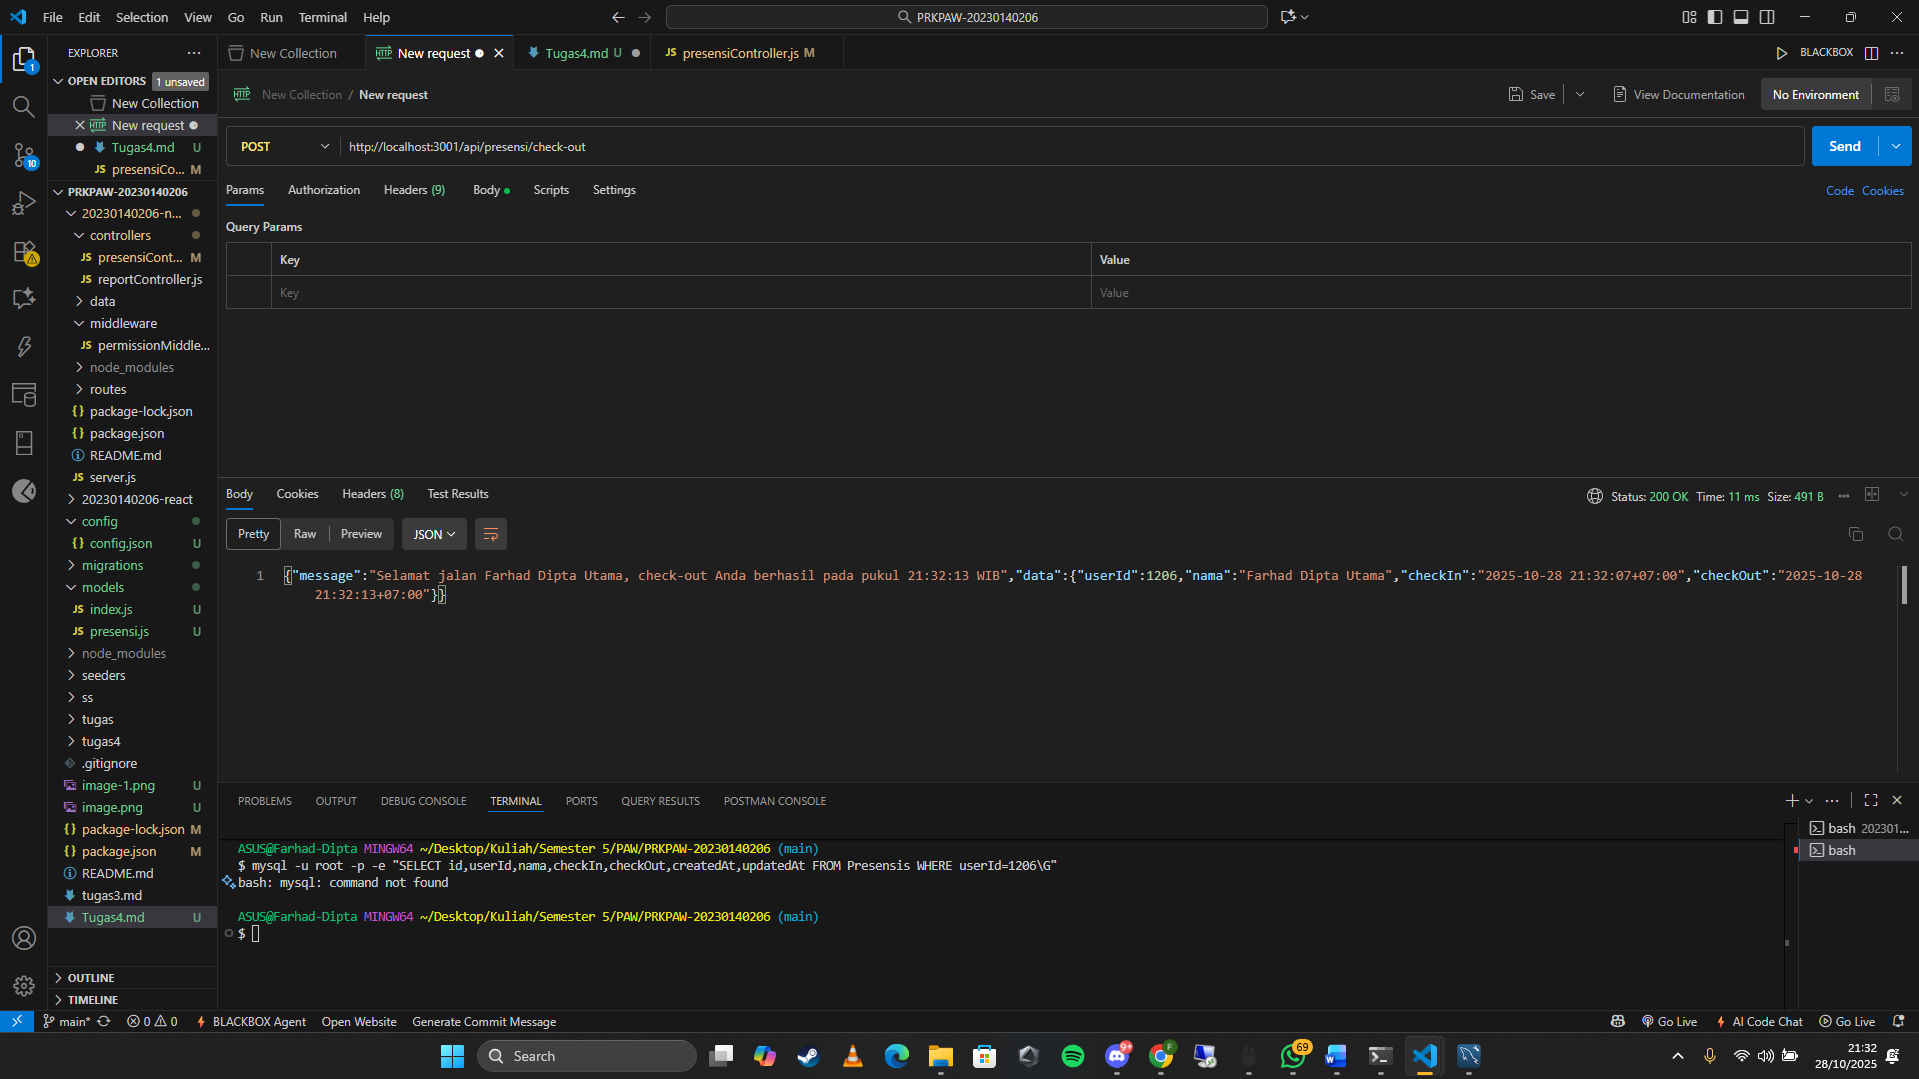 File Edit Selection View Go Run Terminal Help
PRKPAW-20230140206
EXPLORER
OPEN EDITORS 1 unsaved
New Collection
New request
Tugas4.md U
presensiCo... M
PRKPAW-20230140206
20230140206-n...
controllers
presensiCont... M
reportController.js
data
middleware
permissionMiddle...
node_modules
routes
package-lock.json
package.json
README.md
server.js
20230140206-react
config
config.json U
migrations
models
index.js U
presensi.js U
node_modules
seeders
ss
tugas
tugas4
.gitignore
image-1.png U
image.png U
package-lock.json M
package.json M
README.md
tugas3.md
Tugas4.md U
OUTLINE
TIMELINE
1
10
New Collection New request Tugas4.md U presensiController.js M BLACKBOX
HTTP New Collection / New request Save View Documentation No Environment
POST http://localhost:3001/api/presensi/check-out Send
Params Authorization Headers (9) Body Scripts Settings Code Cookies
Query Params
Key Value
Key Value
Body Cookies Headers (8) Test Results Status: 200 OK Time: 11 ms Size: 491 B
Pretty Raw Preview JSON
1 {"message":"Selamat jalan Farhad Dipta Utama, check-out Anda berhasil pada pukul 21:32:13 WIB","data":{"userId":1206,"nama":"Farhad Dipta Utama","checkIn":"2025-10-28 21:32:07+07:00","checkOut":"2025-10-28
21:32:13+07:00"}}
PROBLEMS OUTPUT DEBUG CONSOLE TERMINAL PORTS QUERY RESULTS POSTMAN CONSOLE
ASUS@Farhad-Dipta MINGW64 ~/Desktop/Kuliah/Semester 5/PAW/PRKPAW-20230140206 (main)
$ mysql -u root -p -e "SELECT id,userId,nama,checkIn,checkOut,createdAt,updatedAt FROM Presensis WHERE userId=1206\G"
bash: mysql: command not found
ASUS@Farhad-Dipta MINGW64 ~/Desktop/Kuliah/Semester 5/PAW/PRKPAW-20230140206 (main)
$
bash 202301...
bash
main* 0 0 BLACKBOX Agent Open Website Generate Commit Message Go Live AI Code Chat Go Live
Search
9+
69
21:32
28/10/2025